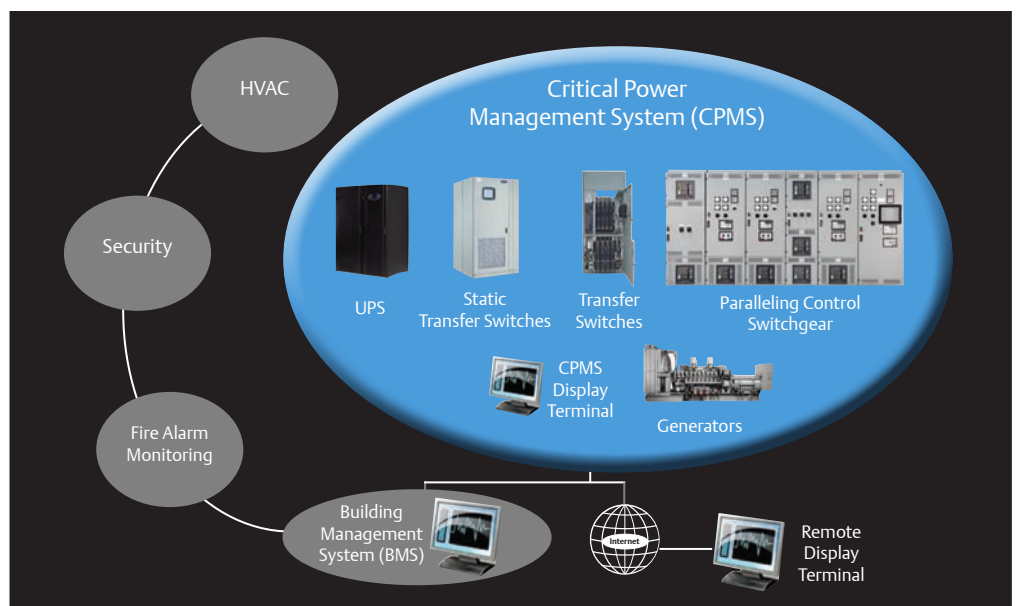 HVAC
Critical Power
Management System (CPMS)
Security
UPS
Static
Transfer Switches
Transfer
Switches
Paralleling Control
Switchgear
CPMS
Display
Terminal
Generators
Fire Alarm
Monitoring
Building
Management
System (BMS)
Internet
Remote
Display
Terminal